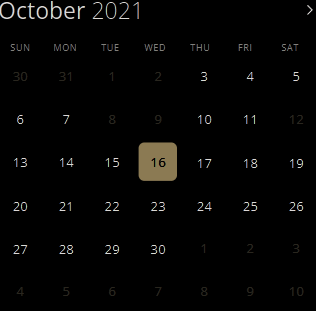 October 2021
SUN MON TUE WED THU FRI SAT
30 31 1 2 3 4 5
6 7 8 9 10 11 12
13 14 15 16 17 18 19
20 21 22 23 24 25 26
27 28 29 30 1 2 3
4 5 6 7 8 9 10